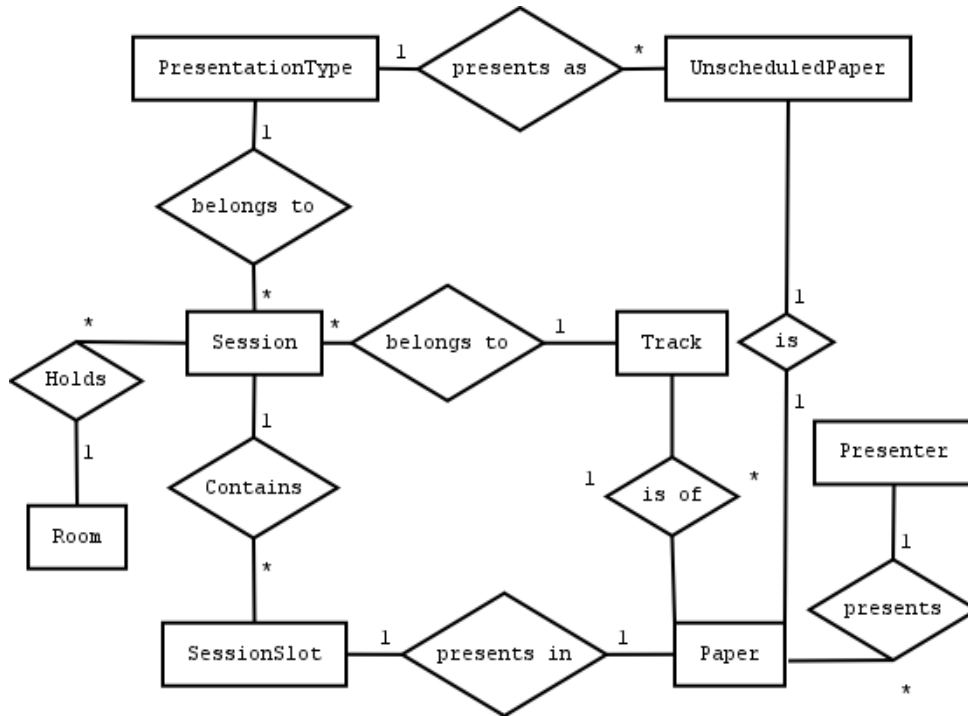 PresentationType
1
presents as
*
UnscheduledPaper
1
belongs to
*
1
*
Session
*
belongs to
1
Track
is
Holds
1
1
1
Presenter
1
Contains
1
is of
*
Room
1
*
presents
SessionSlot
1
presents in
1
Paper
*